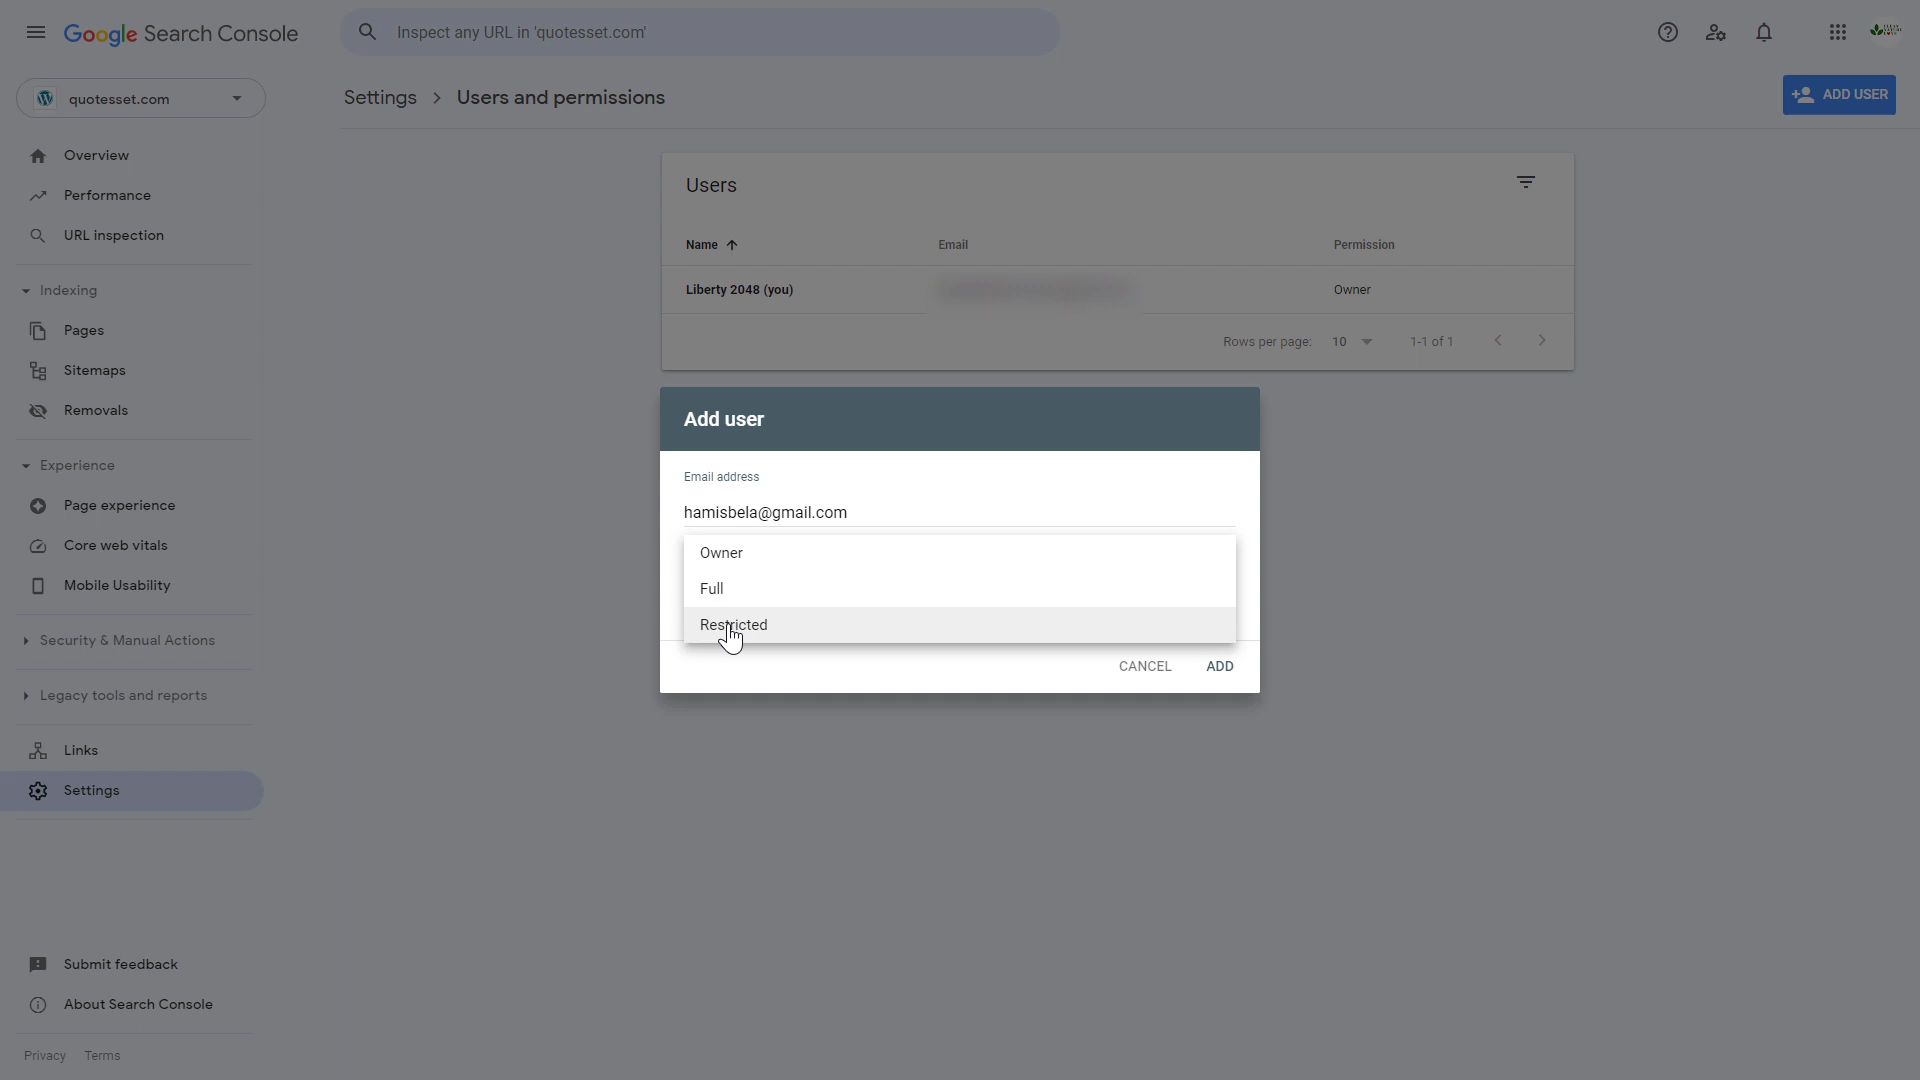 Google Search Console
Inspect any URL in 'quotesset.com'
quotesset.com
Settings > Users and permissions
ADD USER
Overview
Performance
URL inspection
Indexing
Pages
Sitemaps
Removals
Experience
Page experience
Core web vitals
Mobile Usability
Security & Manual Actions
Legacy tools and reports
Links
Settings
Submit feedback
About Search Console
Privacy Terms
Users
Name Email Permission
Liberty 2048 (you) Owner
Rows per page: 10 1-1 of 1
Add user
Email address
hamisbela@gmail.com
Owner
Full
Restricted
CANCEL ADD